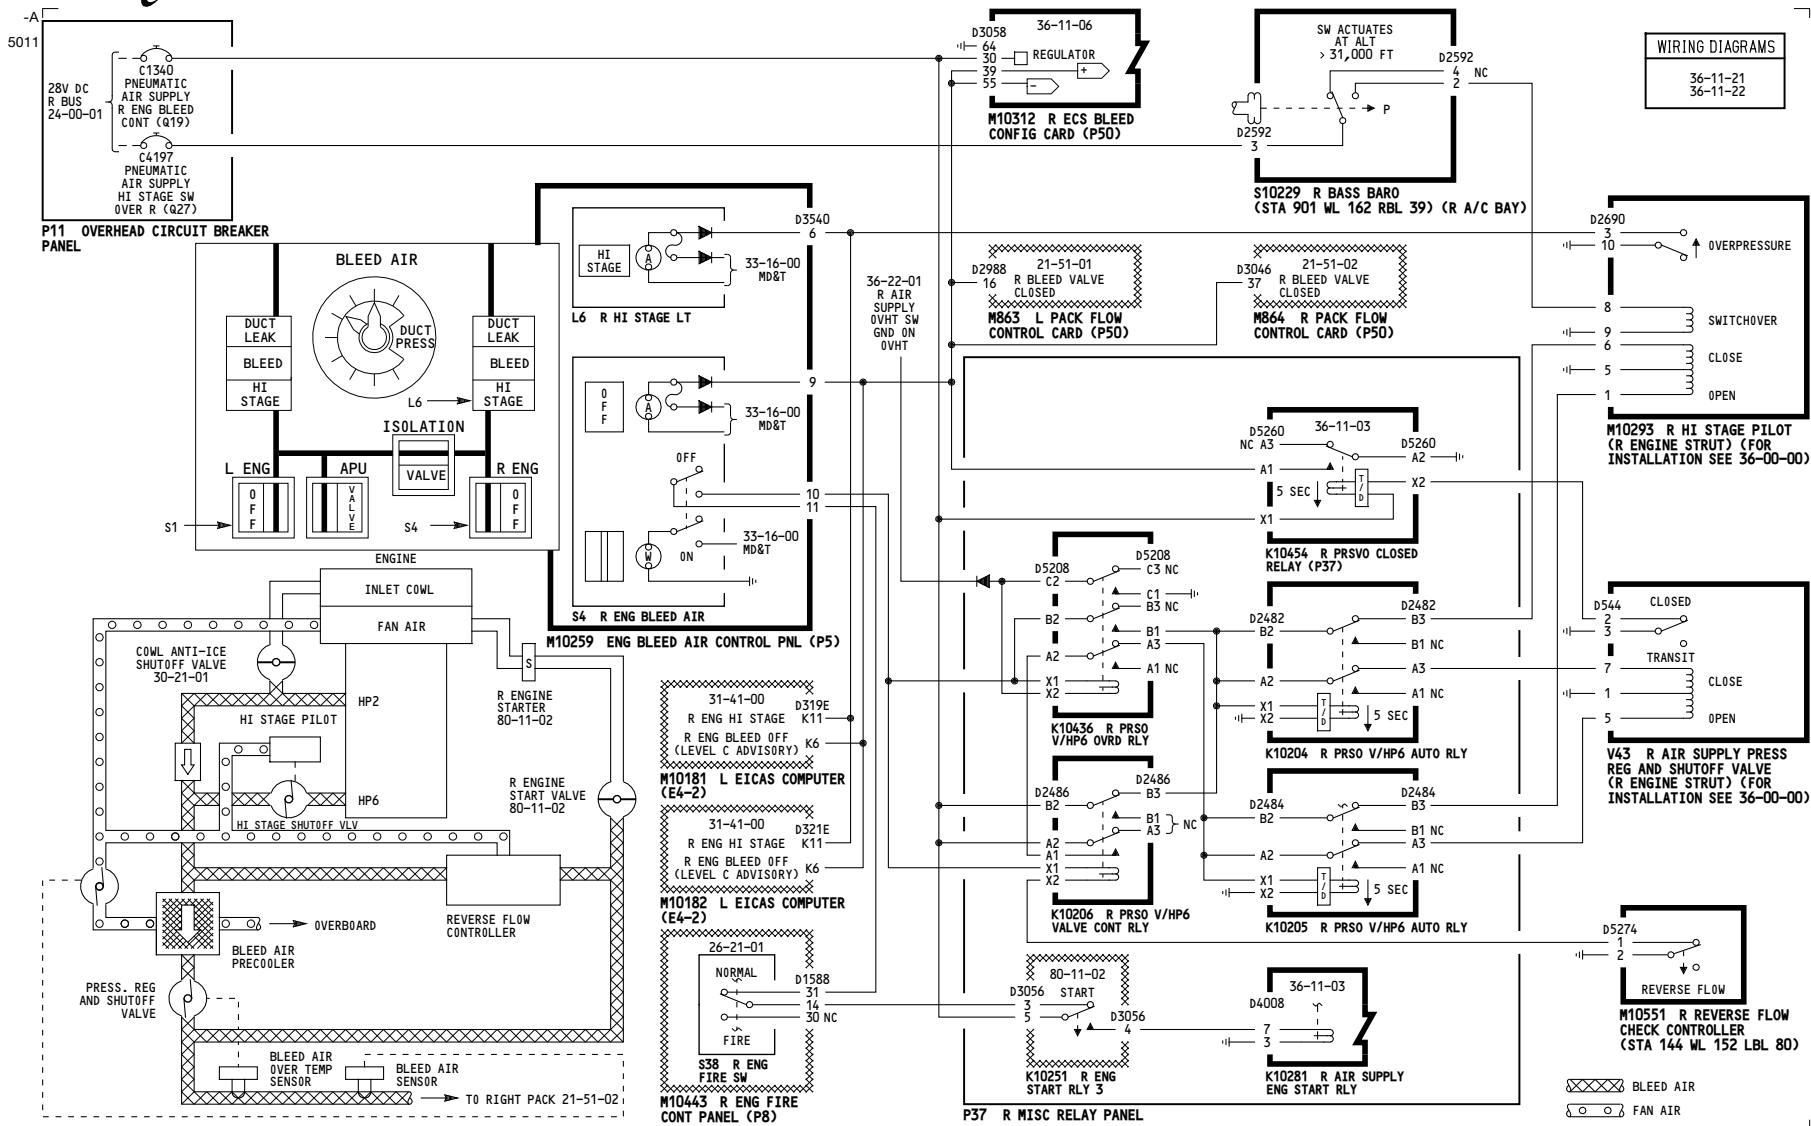 -A
5011
28V DC
R BUS
24-00-01
C1340
PNEUMATIC
AIR SUPPLY
R ENG BLEED
CONT (Q19)
C4197
PNEUMATIC
AIR SUPPLY
HI STAGE SW
OVER R (Q27)
P11 OVERHEAD CIRCUIT BREAKER
PANEL
D3058
36-11-06
64
30
39
55
REGULATOR
+
-
M10312 R ECS BLEED
CONFIG CARD (P50)
SW ACTUATES
AT ALT
> 31,000 FT
D2592
4 NC
2
P
D2592
3
S10229 R BASS BARO
(STA 901 WL 162 RBL 39) (R A/C BAY)
WIRING DIAGRAMS
36-11-21
36-11-22
BLEED AIR
DUCT
LEAK
BLEED
HI
STAGE
DUCT
PRESS
DUCT
LEAK
BLEED
HI
STAGE
L6
ISOLATION
VALVE
L ENG
APU
R ENG
OFF
VALVE
OFF
S1
S4
HI
STAGE
A
33-16-00
MD&T
L6 R HI STAGE LT
D3540
6
OFF
A
33-16-00
MD&T
9
OFF
10
11
W
ON
33-16-00
MD&T
S4 R ENG BLEED AIR
M10259 ENG BLEED AIR CONTROL PNL (P5)
36-22-01
R AIR
SUPPLY
OVHT SW
GND ON
OVHT
D2988
16
21-51-01
R BLEED VALVE
CLOSED
M863 L PACK FLOW
CONTROL CARD (P50)
D3046
37
21-51-02
R BLEED VALVE
CLOSED
M864 R PACK FLOW
CONTROL CARD (P50)
D2690
3
10
OVERPRESSURE
8
9
SWITCHOVER
6
5
CLOSE
1
OPEN
M10293 R HI STAGE PILOT
(R ENGINE STRUT) (FOR
INSTALLATION SEE 36-00-00)
D5260
NC A3
36-11-03
D5260
A2
A1
X2
5 SEC
T/D
X1
K10454 R PRSVO CLOSED
RELAY (P37)
D5208
C2
D5208
C3 NC
C1
B3 NC
B2
B1
A3
A2
A1 NC
X1
X2
K10436 R PRSO
V/HP6 OVRD RLY
D2482
B2
D2482
B3
B1 NC
A3
A2
A1 NC
X1
X2
T/D
5 SEC
K10204 R PRSO V/HP6 AUTO RLY
D544
2
3
CLOSED
TRANSIT
7
1
CLOSE
5
OPEN
V43 R AIR SUPPLY PRESS
REG AND SHUTOFF VALVE
(R ENGINE STRUT) (FOR
INSTALLATION SEE 36-00-00)
D2486
B2
D2486
B3
B1
A3
NC
A2
A1
X1
X2
K10206 R PRSO V/HP6
VALVE CONT RLY
D2484
B2
D2484
B3
B1 NC
A3
A2
A1 NC
X1
X2
T/D
5 SEC
K10205 R PRSO V/HP6 AUTO RLY
D5274
1
2
REVERSE FLOW
M10551 R REVERSE FLOW
CHECK CONTROLLER
(STA 144 WL 152 LBL 80)
D3056
3
5
80-11-02
START
D3056
4
K10251 R ENG
START RLY 3
D4008
7
3
36-11-03
K10281 R AIR SUPPLY
ENG START RLY
P37 R MISC RELAY PANEL
31-41-00
R ENG HI STAGE
D319E
K11
R ENG BLEED OFF
(LEVEL C ADVISORY)
K6
M10181 L EICAS COMPUTER
(E4-2)
31-41-00
R ENG HI STAGE
D321E
K11
R ENG BLEED OFF
(LEVEL C ADVISORY)
K6
M10182 L EICAS COMPUTER
(E4-2)
26-21-01
NORMAL
D1588
31
14
30 NC
FIRE
S38 R ENG
FIRE SW
M10443 R ENG FIRE
CONT PANEL (P8)
ENGINE
INLET COWL
FAN AIR
COWL ANTI-ICE
SHUTOFF VALVE
30-21-01
S
R ENGINE
STARTER
80-11-02
HP2
HI STAGE PILOT
R ENGINE
START VALVE
80-11-02
HP6
HI STAGE SHUTOFF VLV
OVERBOARD
BLEED AIR
PRECOOLER
REVERSE FLOW
CONTROLLER
PRESS. REG
AND SHUTOFF
VALVE
BLEED AIR
OVER TEMP
SENSOR
BLEED AIR
SENSOR
TO RIGHT PACK 21-51-02
BLEED AIR
FAN AIR